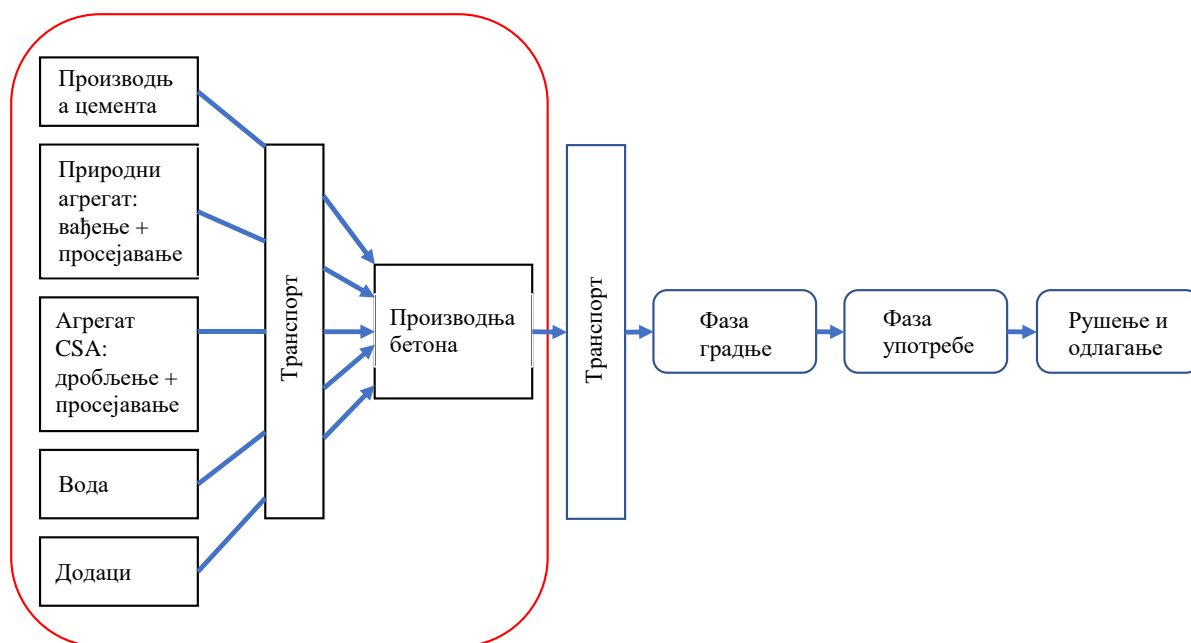 Производњ
а цемента
Природни
агрегат:
вађење +
просејавање
Агрегат
CSA:
дробљење +
просејавање
Вода
Додаци
Транспорт
Производња
бетона
Транспорт
Фаза
градње
Фаза
употребе
Рушење и
одлагање